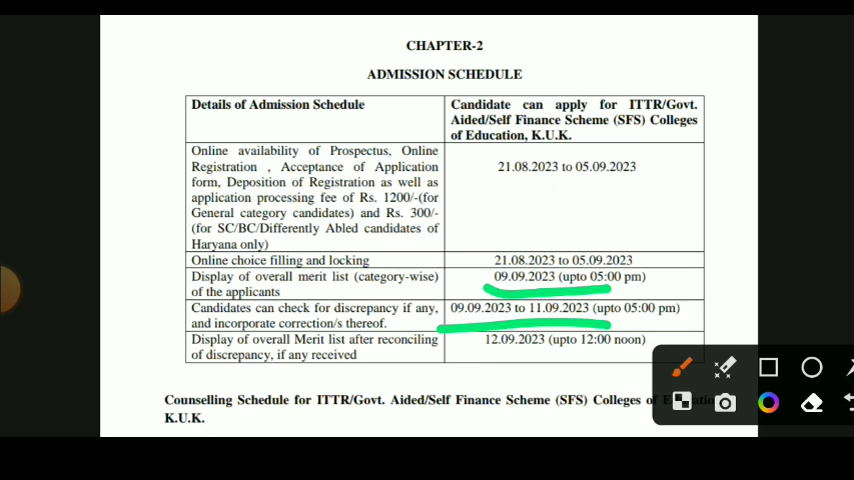 CHAPTER-2
ADMISSION SCHEDULE
Details of Admission Schedule
Candidate can apply for ITTR/Govt.
Aided/Self Finance Scheme (SFS) Colleges
of Education, K.U.K.
Online availability of Prospectus, Online
Registration , Acceptance of Application
form, Deposition of Registration as well as
application processing fee of Rs. 1200/-(for
General category candidates) and Rs. 300/-
(for SC/BC/Differently Abled candidates of
Haryana only)
21.08.2023 to 05.09.2023
Online choice filling and locking
21.08.2023 to 05.09.2023
Display of overall merit list (category-wise)
of the applicants
09.09.2023 (upto 05:00 pm)
Candidates can check for discrepancy if any,
and incorporate correction/s thereof.
09.09.2023 to 11.09.2023 (upto 05:00 pm)
Display of overall Merit list after reconciling
of discrepancy, if any received
12.09.2023 (upto 12:00 noon)
Counselling Schedule for ITTR/Govt. Aided/Self Finance Scheme (SFS) Colleges of
K.U.K.